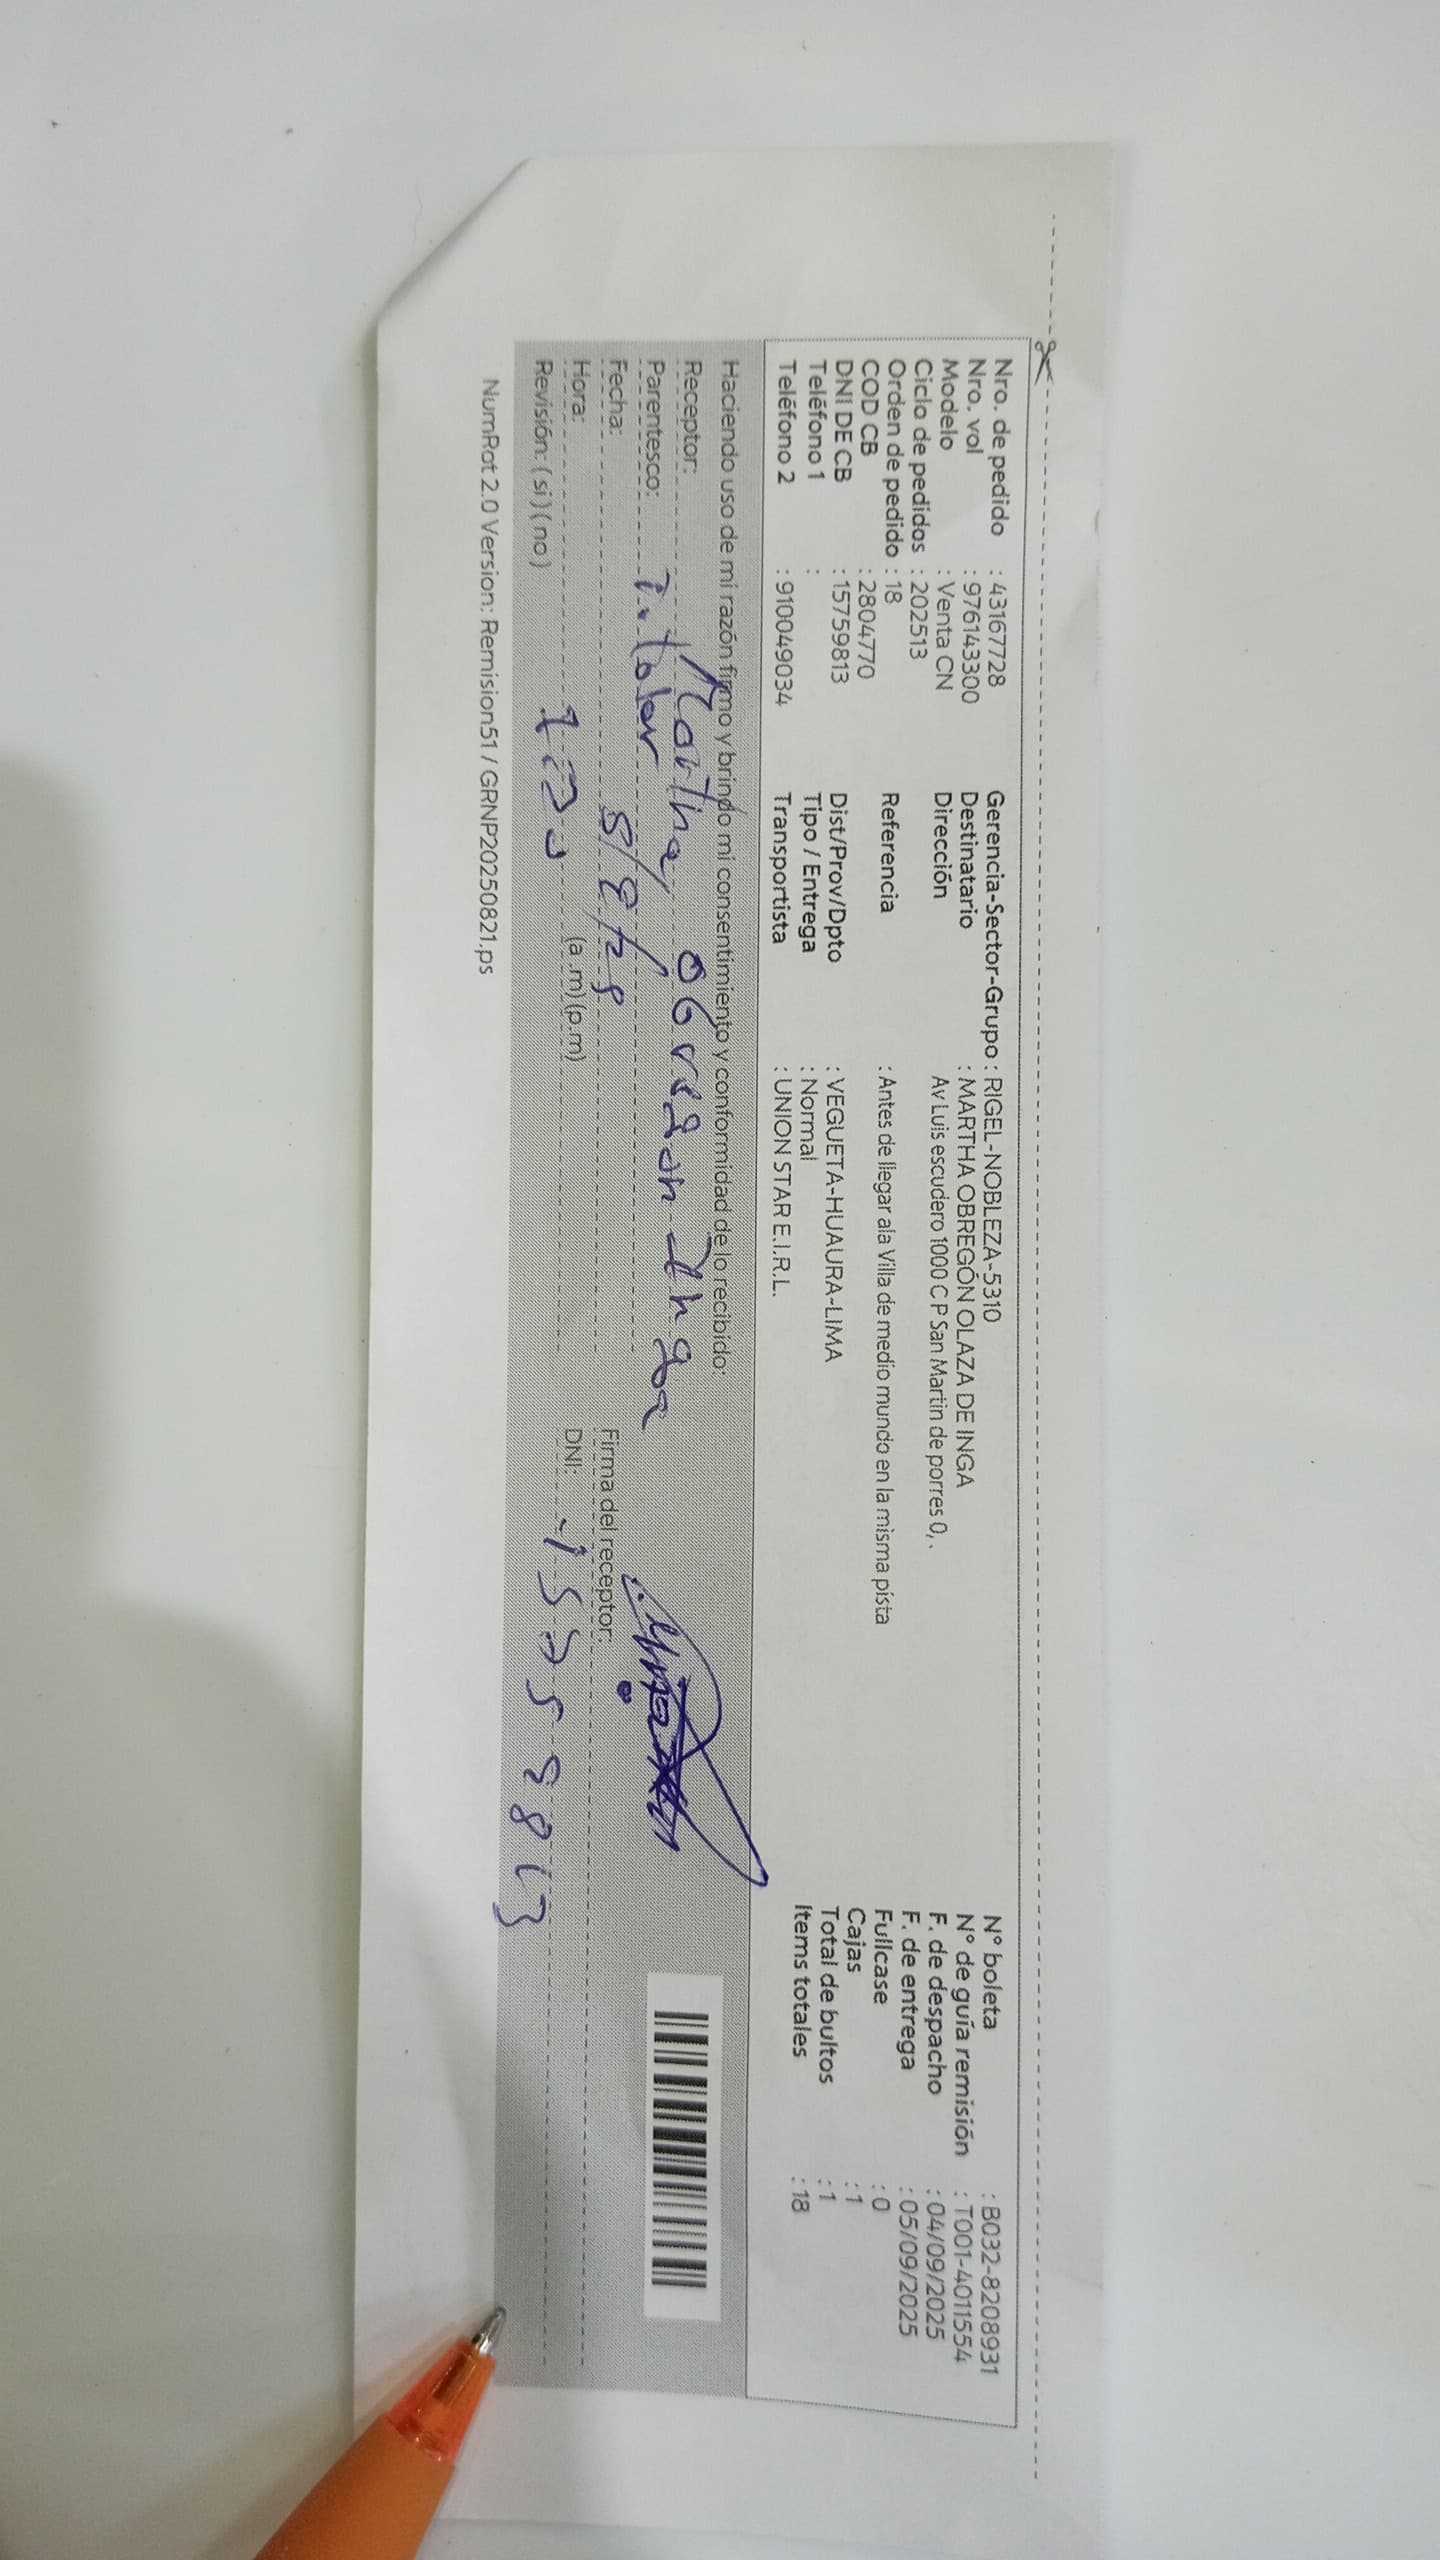 Nro. de pedido : 43167728
Nro. vol : 976143300
Modelo : Venta CN
Ciclo de pedidos : 202513
Orden de pedido : 18
COD CB : 2804770
DNI DE CB : 15759813
Teléfono 1 :
Teléfono 2 : 910049034
Gerencia-Sector-Grupo : RIGEL-NOBLEZA-5310
Destinatario : MARTHA OBREGÓN OLAZA DE INGA
Dirección Av Luis escudero 1000 C P San Martin de porres 0, .
Referencia : Antes de llegar ala Villa de medio mundo en la misma pista
Dist/Prov/Dpto : VEGUETA-HUAURA-LIMA
Tipo / Entrega : Normal
Transportista : UNION STAR E.I.R.L.
N° boleta : B032-8208931
N° de guía remisión : T001-4011554
F. de despacho : 04/09/2025
F. de entrega : 05/09/2025
Fullcase : 0
Cajas : 1
Total de bultos : 1
Items totales : 18
Haciendo uso de mi razón firmo y brindo mi consentimiento y conformidad de lo recibido:
Receptor: Martha Obregon Inga
Parentesco: Titular
Fecha:
Hora: (a .m) (p.m)
Revisión: ( si ) ( no )
Firma del receptor:
DNI: 15759813
NumRot 2.0 Version: Remision51 / GRNP20250821.ps